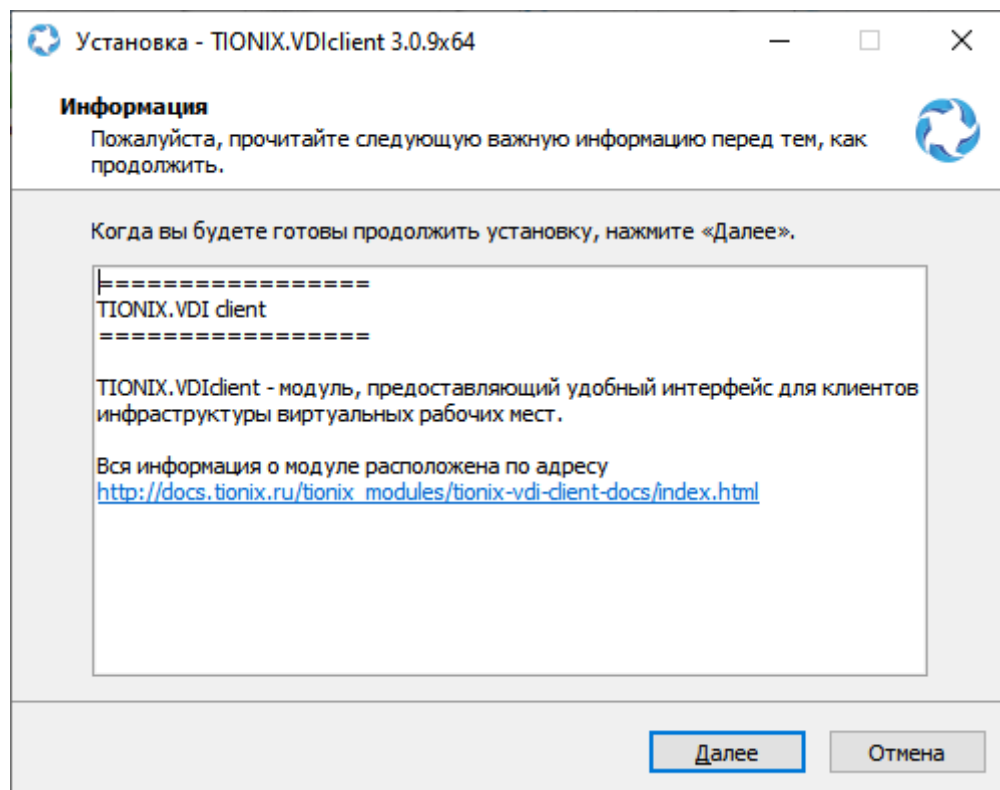 Установка - TIONIX.VDIclient 3.0.9x64
Информация
Пожалуйста, прочитайте следующую важную информацию перед тем, как
продолжить.
Когда вы будете готовы продолжить установку, нажмите «Далее».
=================
TIONIX.VDI client
=================
TIONIX.VDIclient - модуль, предоставляющий удобный интерфейс для клиентов
инфраструктуры виртуальных рабочих мест.
Вся информация о модуле расположена по адресу
http://docs.tionix.ru/tionix_modules/tionix-vdi-client-docs/index.html
Далее
Отмена